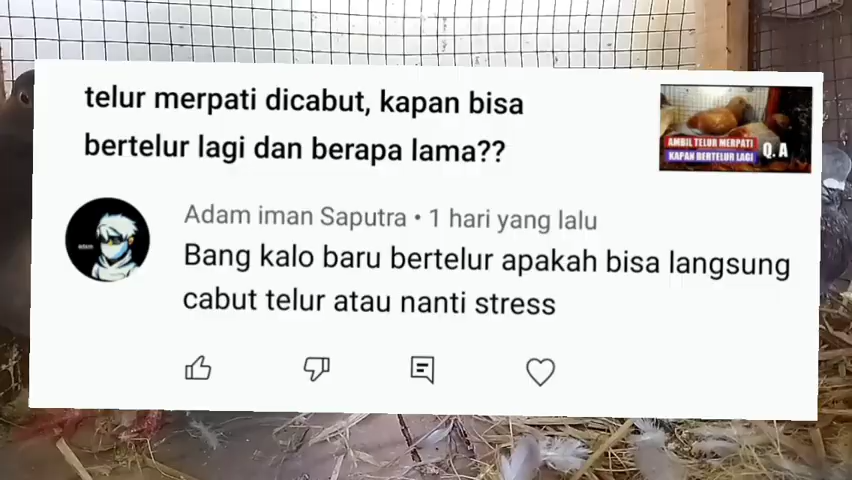 telur merpati dicabut, kapan bisa
bertelur lagi dan berapa lama??
AMBIL TELUR MERPATI
KAPAN BERTELUR LAGI
Q. A
Adam iman Saputra • 1 hari yang lalu
adam
Bang kalo baru bertelur apakah bisa langsung
cabut telur atau nanti stress